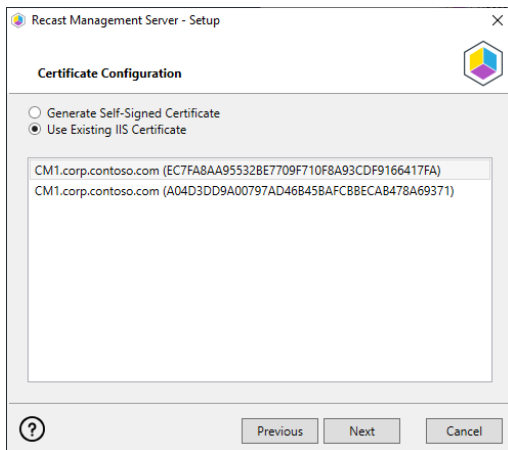 Recast Management Server - Setup
Certificate Configuration
Generate Self-Signed Certificate
Use Existing IIS Certificate
CM1.corp.contoso.com (EC7FA8AA95532BE7709F710F8A93CDF9166417FA)
CM1.corp.contoso.com (A04D3DD9A00797AD46B45BAFCBBECAB478A69371)
?
Previous
Next
Cancel